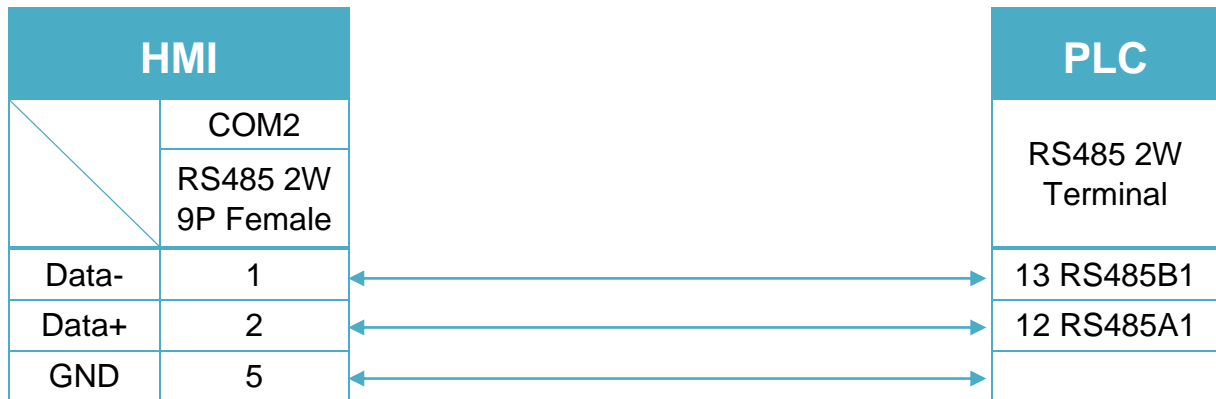 HMI
PLC
COM2
RS485 2W
9P Female
RS485 2W
Terminal
Data-
1
13 RS485B1
Data+
2
12 RS485A1
GND
5